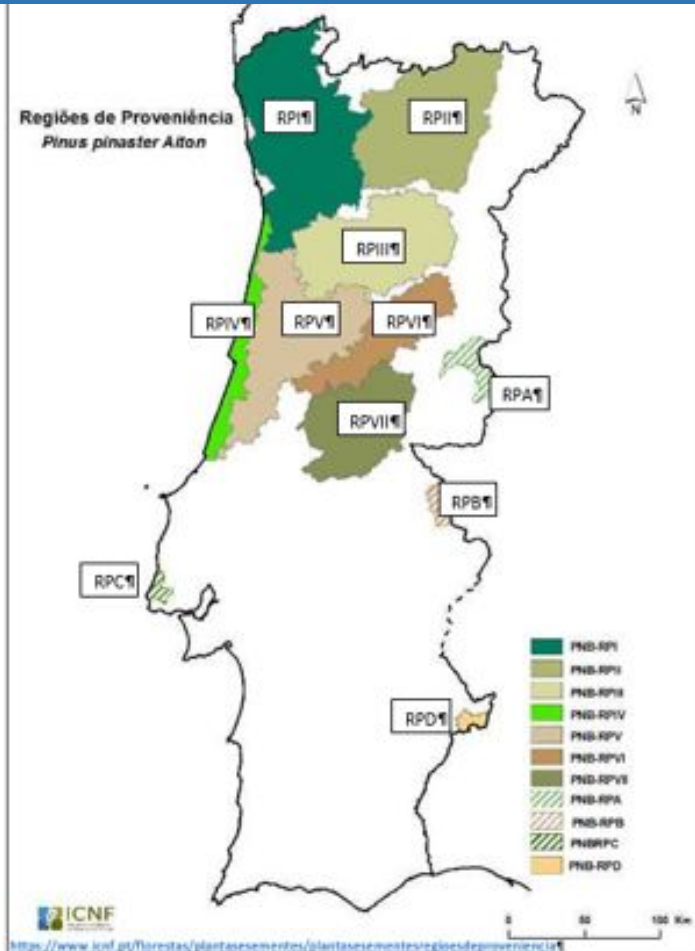 Regiões de Proveniência
Pinus pinaster Aiton
N
RPI¶
RPII¶
RPIII¶
RPIV¶
RPV¶
RPVI¶
RPA¶
RPVII¶
RPB¶
RPC¶
RPD¶
PNB-RPI
PNB-RPII
PNB-RPIII
PNB-RPIV
PNB-RPV
PNB-RPVI
PNB-RPVII
PNB-RPA
PNB-RPB
PNBRPC
PNB-RPD
ICNF
0 50 100 Km
https://www.icnf.pt/florestas/plantasesementes/plantasesementes/regioesdeproveniencia¶